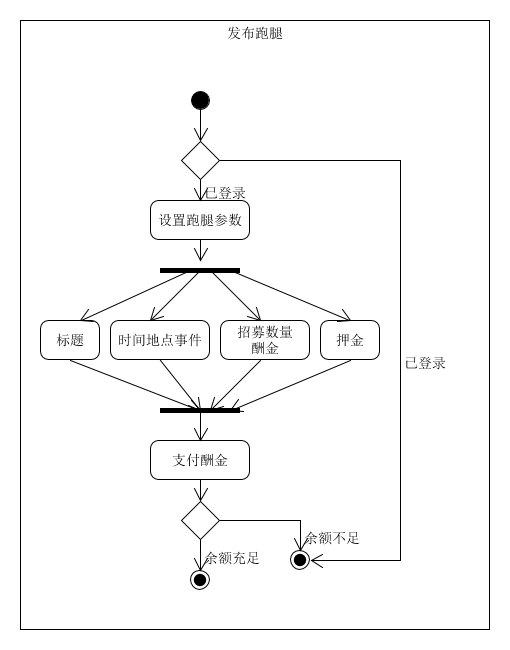 发布跑腿
已登录
设置跑腿参数
标题
时间地点事件
招募数量
酬金
押金
已登录
支付酬金
余额不足
余额充足